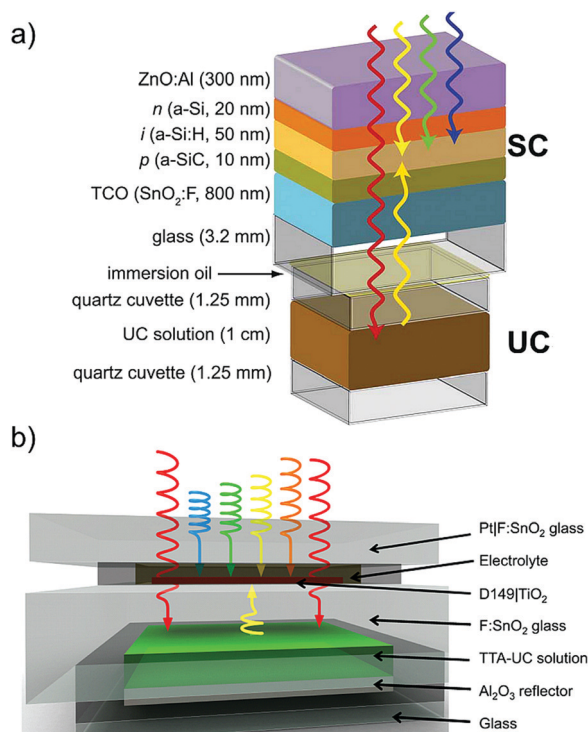 a)
ZnO:Al (300 nm)
n (a-Si, 20 nm)
i (a-Si:H, 50 nm)
p (a-SiC, 10 nm)
TCO (SnO₂:F, 800 nm)
glass (3.2 mm)
immersion oil
quartz cuvette (1.25 mm)
UC solution (1 cm)
quartz cuvette (1.25 mm)
SC
UC
b)
Pt|F:SnO₂ glass
Electrolyte
D149|TiO₂
F:SnO₂ glass
TTA-UC solution
Al₂O₃ reflector
Glass